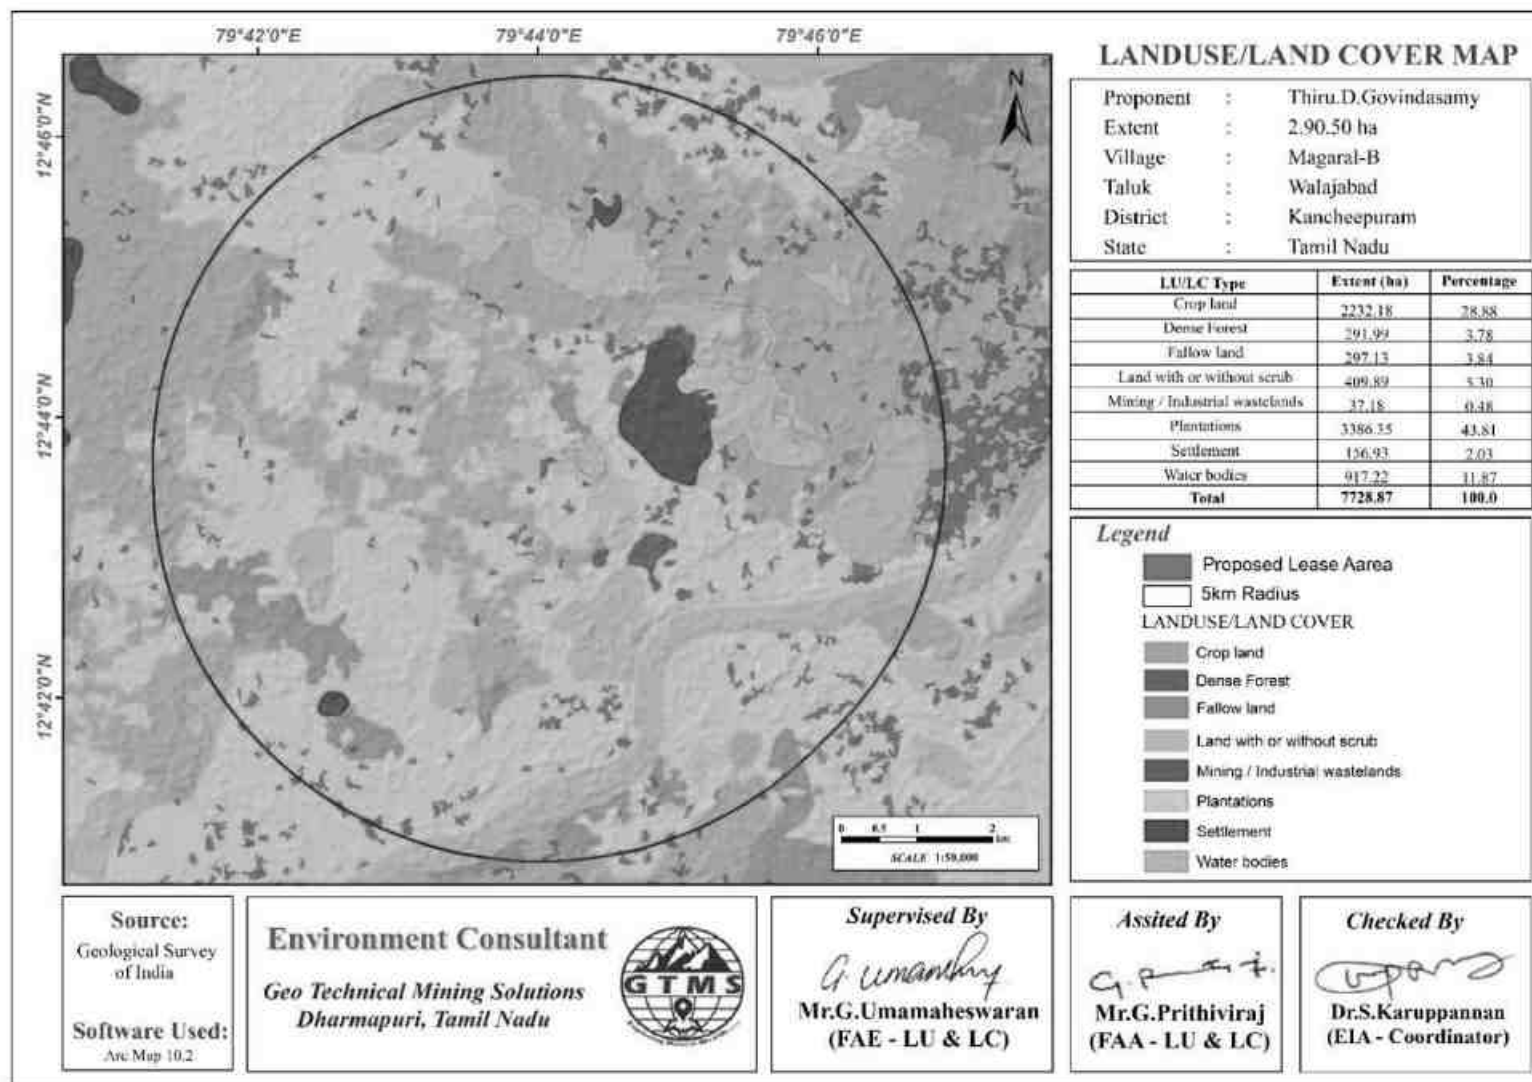 79°42'0"E
79°44'0"E
79°46'0"E
12°46'0"N
12°44'0"N
12°42'0"N
N
0 0.5 1 2
km
SCALE 1:50,000
LANDUSE/LAND COVER MAP
Proponent : Thiru.D.Govindasamy
Extent : 2.90.50 ha
Village : Magaral-B
Taluk : Walajabad
District : Kancheepuram
State : Tamil Nadu
LU/LC Type Extent (ha) Percentage
Crop land 2232.18 28.88
Dense Forest 291.99 3.78
Fallow land 297.13 3.84
Land with or without scrub 409.89 5.30
Mining / Industrial wastelands 37.18 0.48
Plantations 3386.35 43.81
Settlement 156.93 2.03
Water bodies 917.22 11.87
Total 7728.87 100.0
Legend
Proposed Lease Aarea
5km Radius
LANDUSE/LAND COVER
Crop land
Dense Forest
Fallow land
Land with or without scrub
Mining / Industrial wastelands
Plantations
Settlement
Water bodies
Source:
Geological Survey
of India
Software Used:
Arc Map 10.2
Environment Consultant
Geo Technical Mining Solutions
Dharmapuri, Tamil Nadu
GTMS
Supervised By
Mr.G.Umamaheswaran
(FAE - LU & LC)
Assited By
Mr.G.Prithiviraj
(FAA - LU & LC)
Checked By
Dr.S.Karuppannan
(EIA - Coordinator)